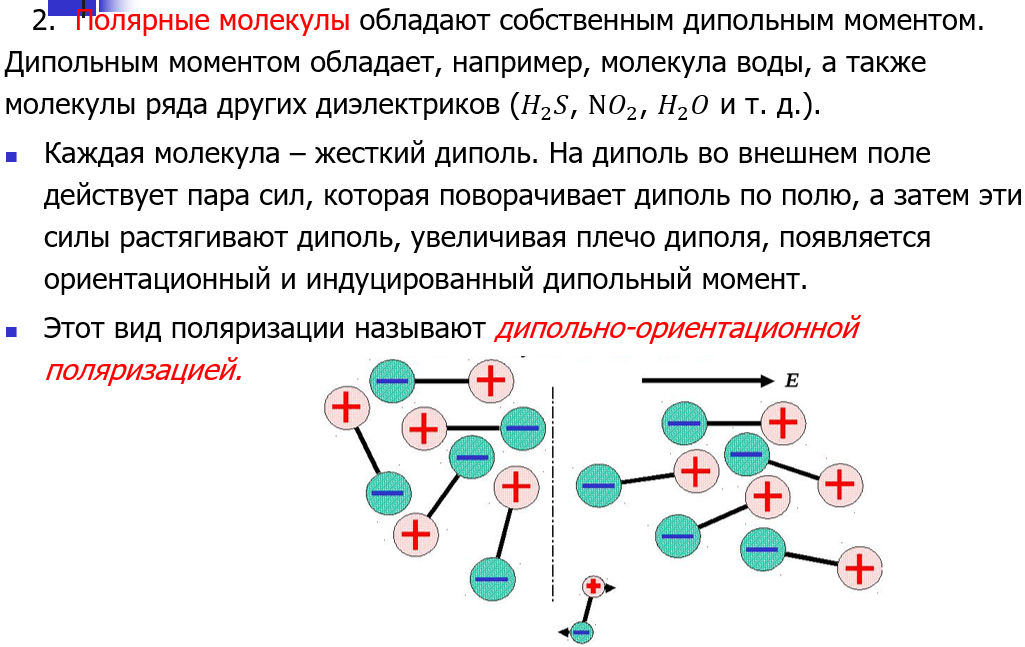 2. Полярные молекулы обладают собственным дипольным моментом.
Дипольным моментом обладает, например, молекула воды, а также
молекулы ряда других диэлектриков (H₂S, NO₂, H₂O и т. д.).
Каждая молекула – жесткий диполь. На диполь во внешнем поле
действует пара сил, которая поворачивает диполь по полю, а затем эти
силы растягивают диполь, увеличивая плечо диполя, появляется
ориентационный и индуцированный дипольный момент.
Этот вид поляризации называют дипольно-ориентационной
поляризацией.
E